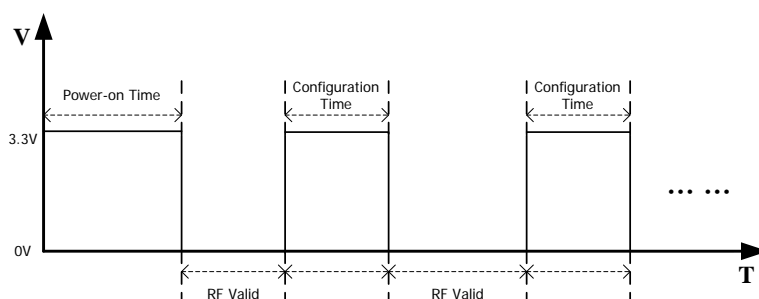 V
Power-on Time
Configuration
Time
Configuration
Time
3.3V
... ...
0V
T
RF Valid
RF Valid